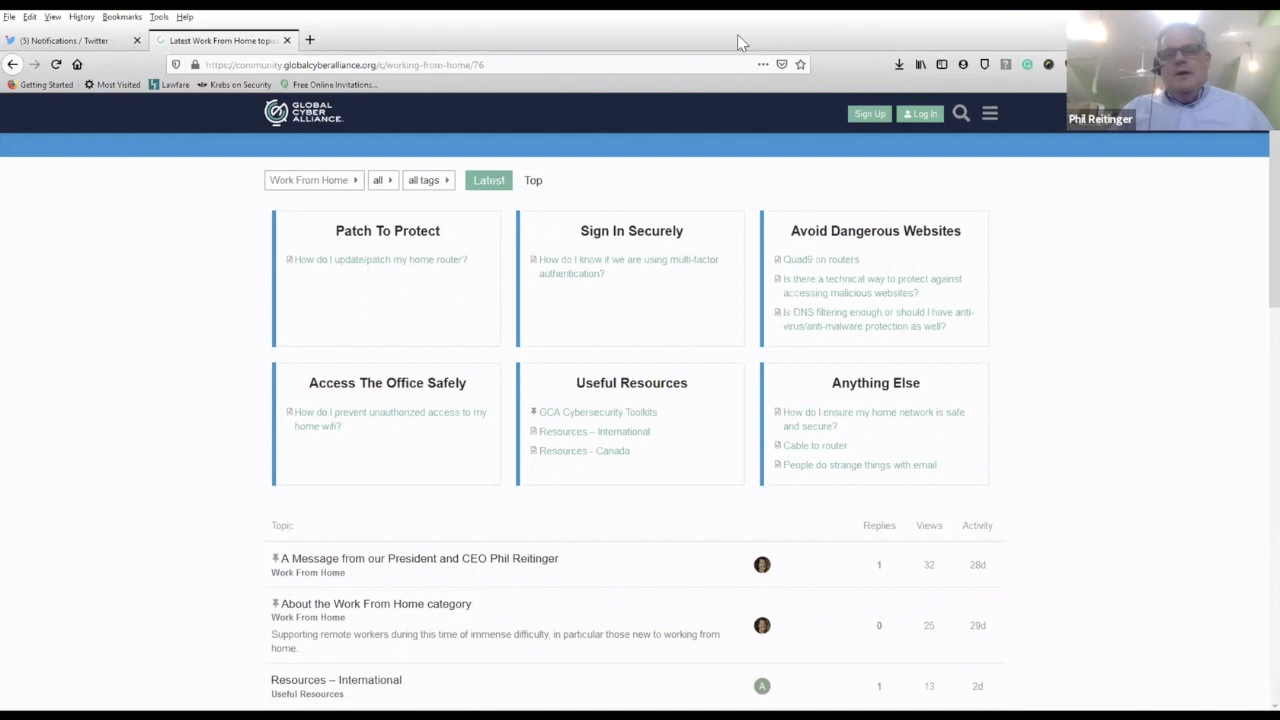 File Edit View History Bookmarks Tools Help
(5) Notifications / Twitter
Latest Work From Home topic
https://community.globalcyberalliance.org/c/working-from-home/76
Getting Started Most Visited Lawfare Krebs on Security Free Online Invitations...
GLOBAL
CYBER
ALLIANCE.
Sign Up
Log In
Phil Reitinger
Work From Home all all tags Latest Top
Patch To Protect
How do I update/patch my home router?
Sign In Securely
How do I know if we are using multi-factor
authentication?
Avoid Dangerous Websites
Quad9 on routers
Is there a technical way to protect against
accessing malicious websites?
Is DNS filtering enough or should I have anti-
virus/anti-malware protection as well?
Access The Office Safely
How do I prevent unauthorized access to my
home wifi?
Useful Resources
GCA Cybersecurity Toolkits
Resources – International
Resources - Canada
Anything Else
How do I ensure my home network is safe
and secure?
Cable to router
People do strange things with email
Topic Replies Views Activity
A Message from our President and CEO Phil Reitinger 1 32 28d
Work From Home
About the Work From Home category
Work From Home
0 25 29d
Supporting remote workers during this time of immense difficulty, in particular those new to working from
home.
Resources – International
A 1 13 2d
Useful Resources